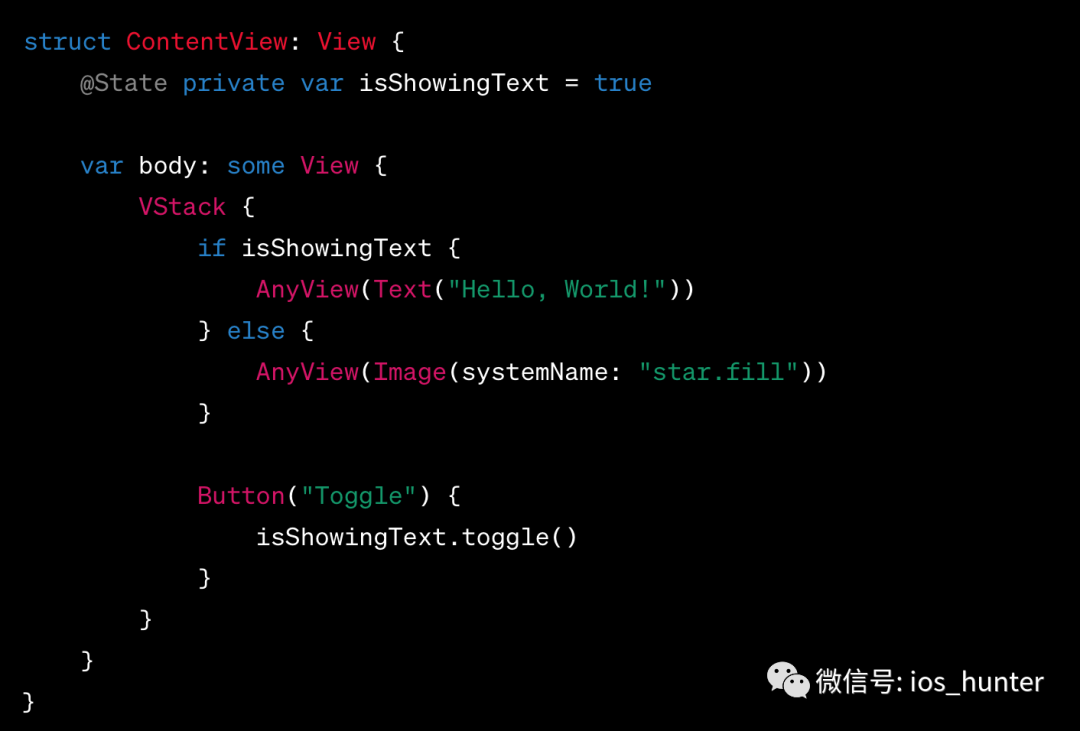 struct ContentView: View {
    @State private var isShowingText = true

    var body: some View {
        VStack {
            if isShowingText {
                AnyView(Text("Hello, World!"))
            } else {
                AnyView(Image(systemName: "star.fill"))
            }

            Button("Toggle") {
                isShowingText.toggle()
            }
        }
    }
}
微信号: ios_hunter